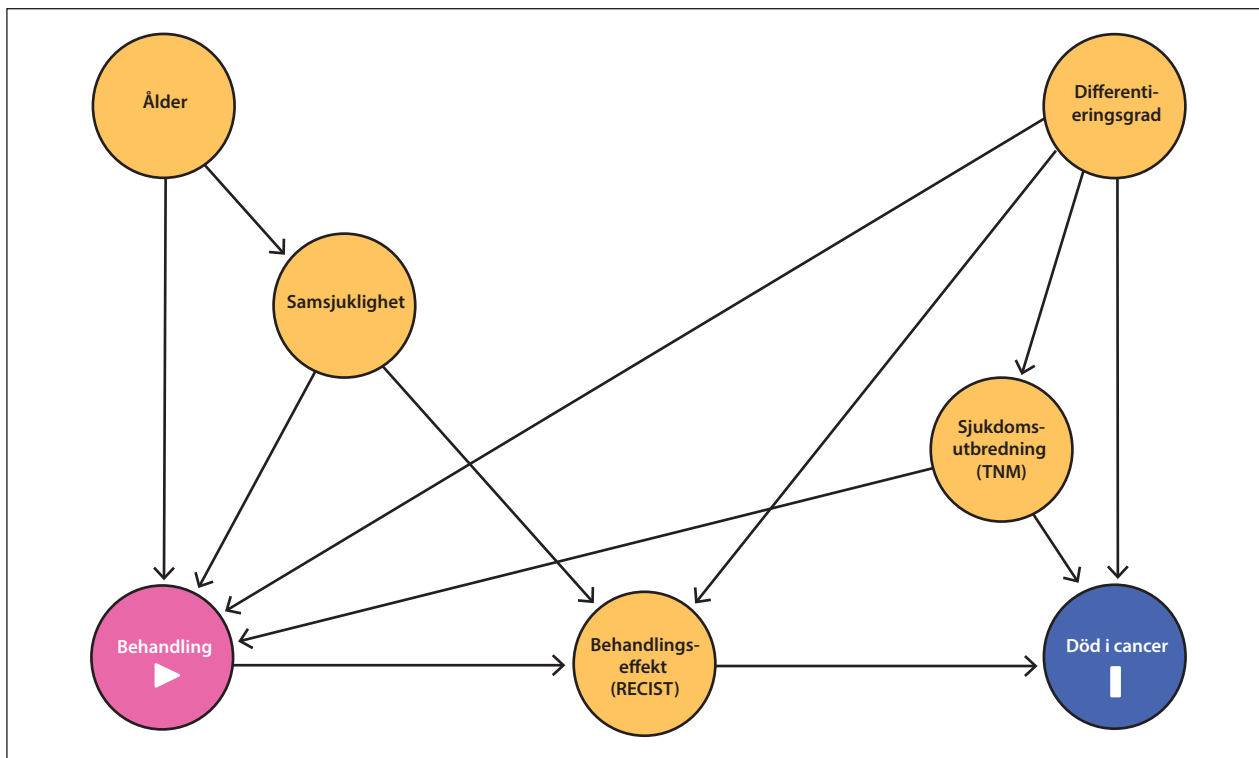 Ålder
Differenti-
eringsgrad
Samsjuklighet
Sjukdoms-
utbredning
(TNM)
Behandling
Behandlings-
effekt
(RECIST)
Död i cancer